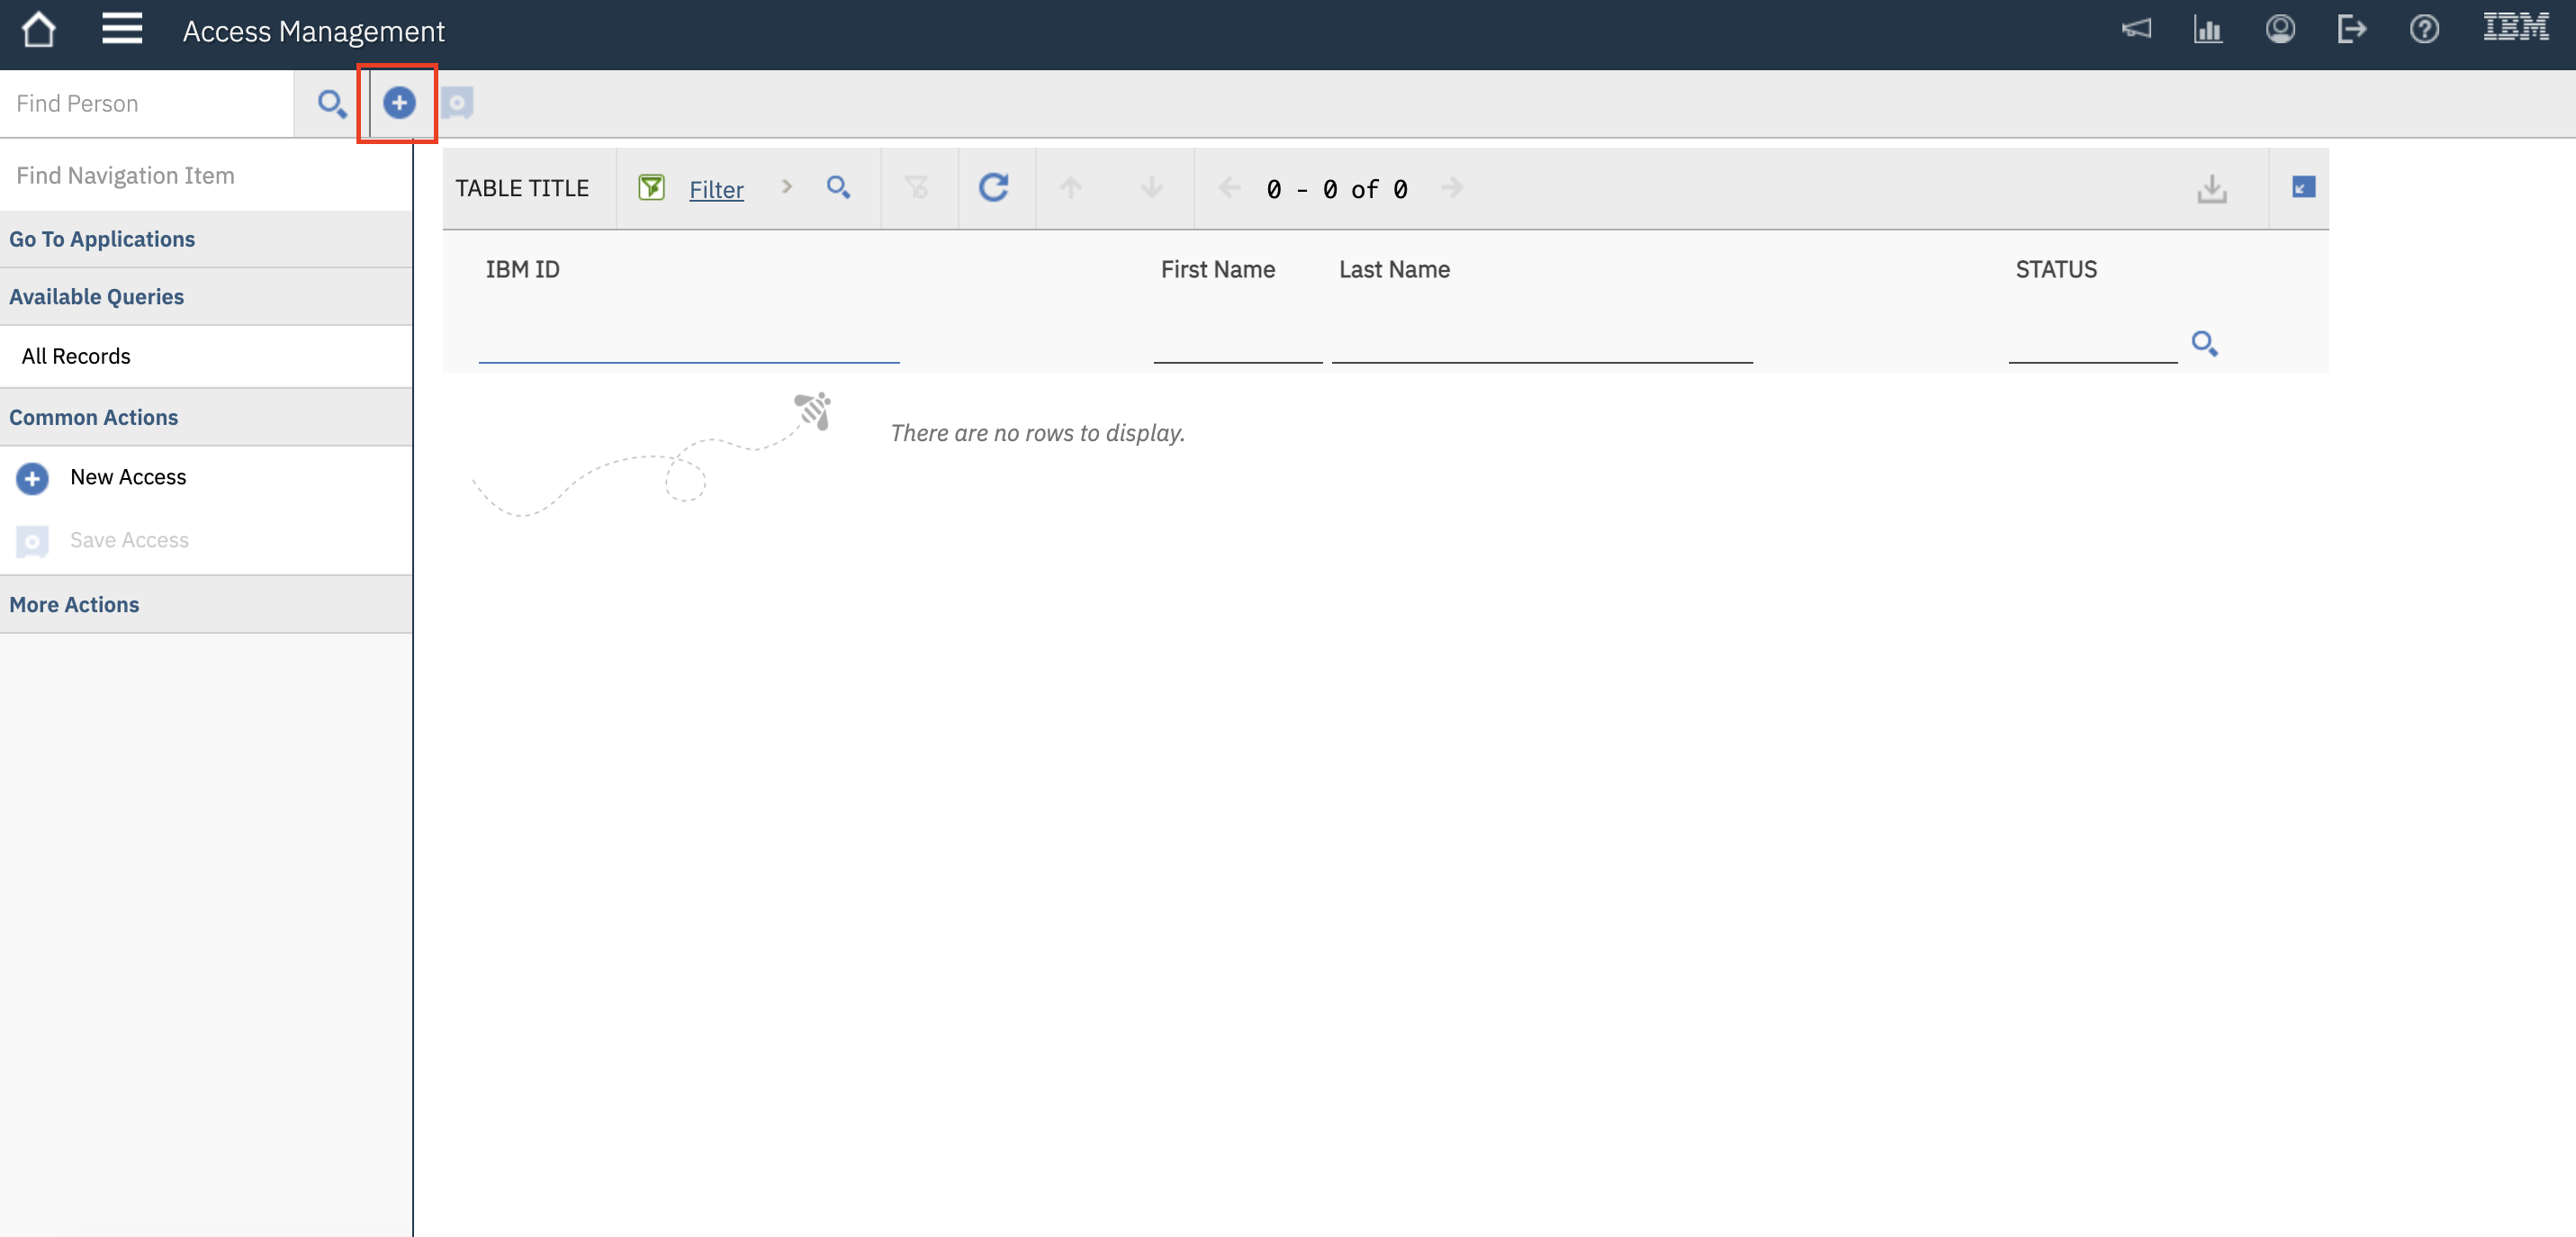 Access Management
IBM
Find Person
Find Navigation Item
Go To Applications
Available Queries
All Records
Common Actions
New Access
Save Access
More Actions
TABLE TITLE
Filter
0 - 0 of 0
IBM ID
First Name
Last Name
STATUS
There are no rows to display.